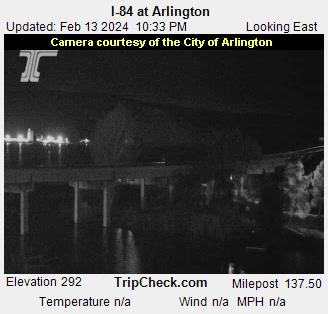 I-84 at Arlington
Updated: Feb 13 2024 10:33 PM Looking East
Camera courtesy of the City of Arlington
Elevation 292 TripCheck.com Milepost 137.50
Temperature n/a Wind n/a MPH n/a